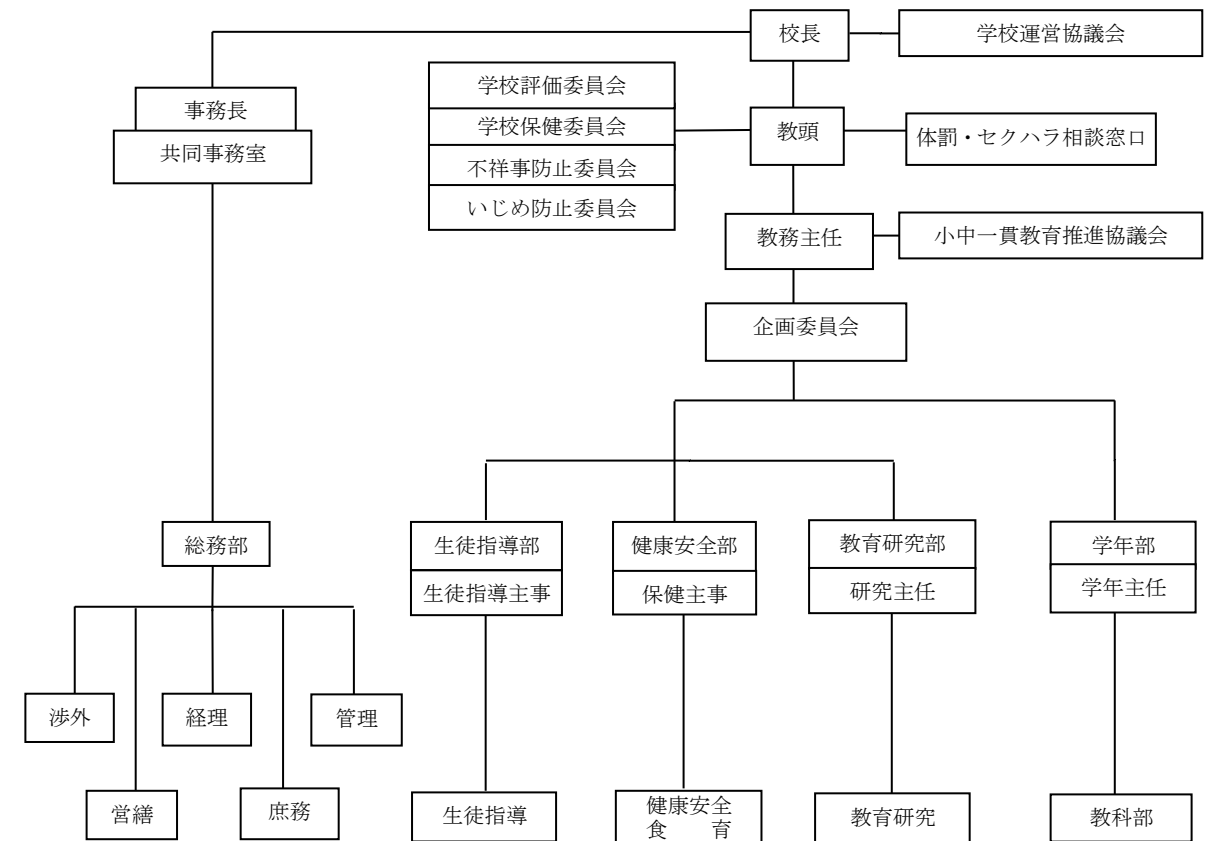 校長
学校運営協議会
学校評価委員会
事務長
学校保健委員会
教頭
体罰・セクハラ相談窓口
共同事務室
不祥事防止委員会
いじめ防止委員会
教務主任
小中一貫教育推進協議会
企画委員会
総務部
生徒指導部
健康安全部
教育研究部
学年部
生徒指導主事
保健主事
研究主任
学年主任
渉外
経理
管理
営繕
庶務
生徒指導
健康安全
食　育
教育研究
教科部